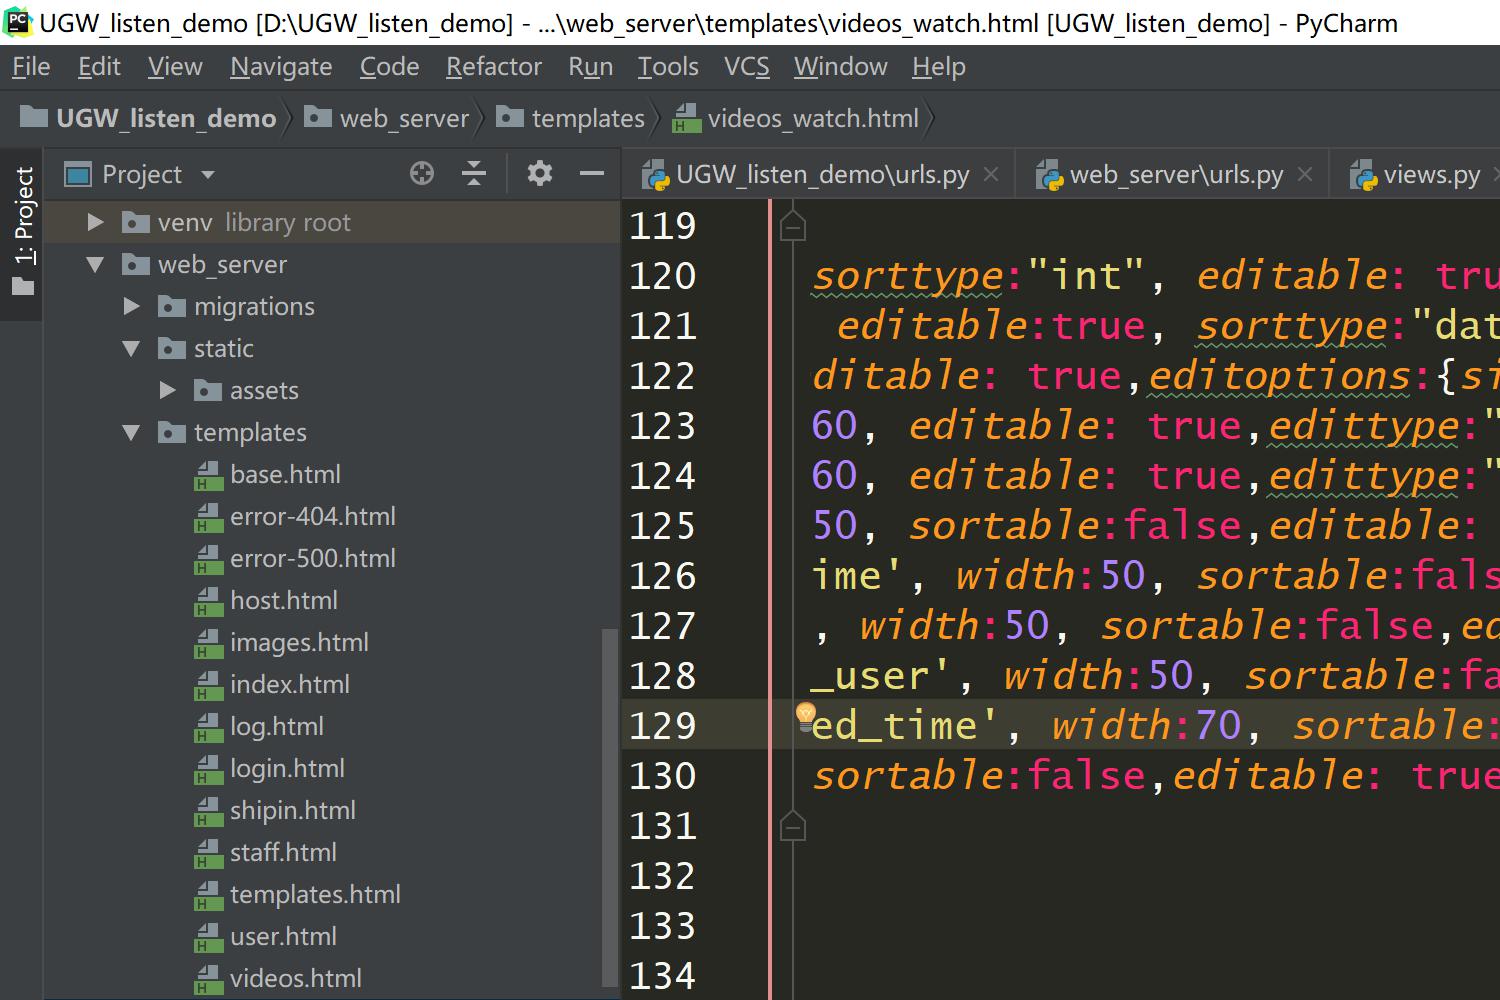 PC UGW_listen_demo [D:\UGW_listen_demo] - ...\web_server\templates\videos_watch.html [UGW_listen_demo] - PyCharm
File Edit View Navigate Code Refactor Run Tools VCS Window Help
UGW_listen_demo web_server templates videos_watch.html
1: Project
Project
UGW_listen_demo\urls.py web_server\urls.py views.py
venv library root
web_server
migrations
static
assets
templates
base.html
error-404.html
error-500.html
host.html
images.html
index.html
log.html
login.html
shipin.html
staff.html
templates.html
user.html
videos.html
119
120 sorttype:"int", editable: tru
121 editable:true, sorttype:"dat
122 ditable: true,editoptions:{si
123 60, editable: true,edittype:"
124 60, editable: true,edittype:"
125 50, sortable:false,editable:
126 ime', width:50, sortable:fals
127 , width:50, sortable:false,ed
128 _user', width:50, sortable:fa
129 ed_time', width:70, sortable:
130 sortable:false,editable: true
131
132
133
134